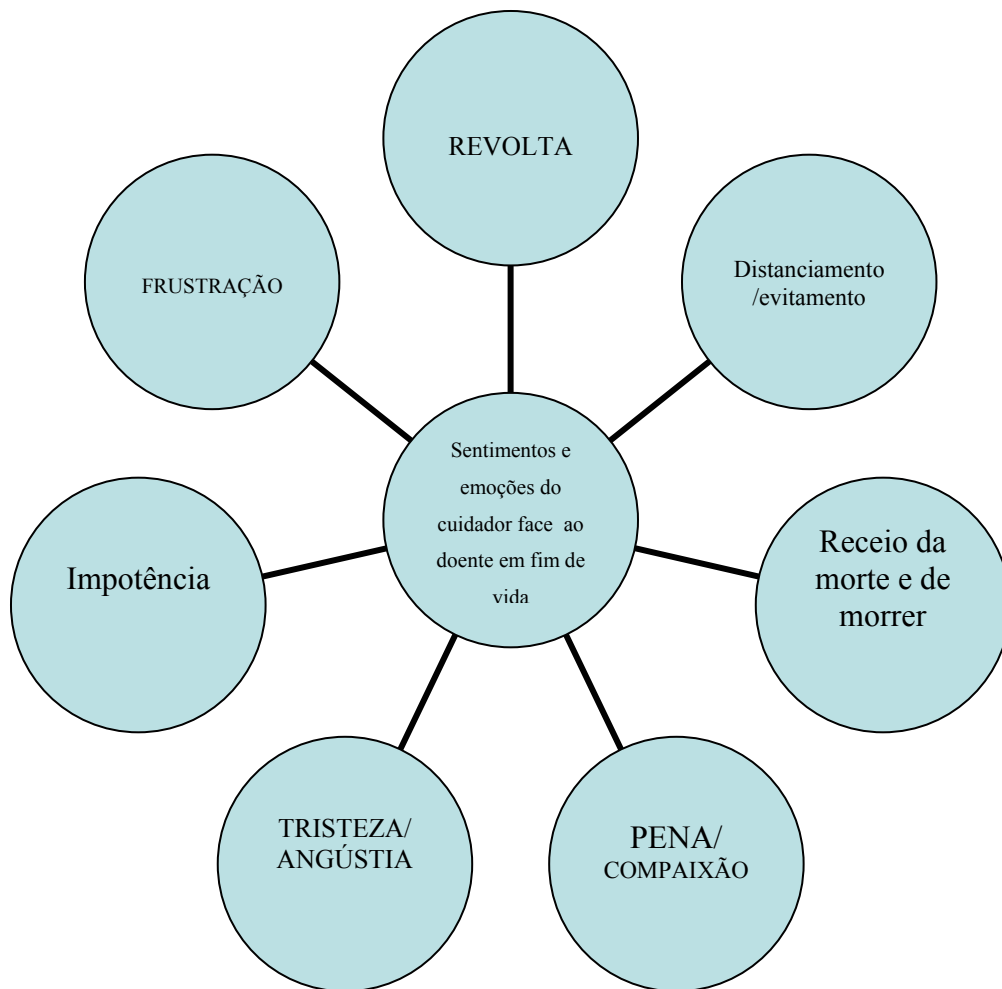 REVOLTA
Distanciamento
/evitamento
Receio da
morte e de
morrer
PENA/
COMPAIXÃO
TRISTEZA/
ANGÚSTIA
Impotência
FRUSTRAÇÃO
Sentimentos e
emoções do
cuidador face ao
doente em fim de
vida